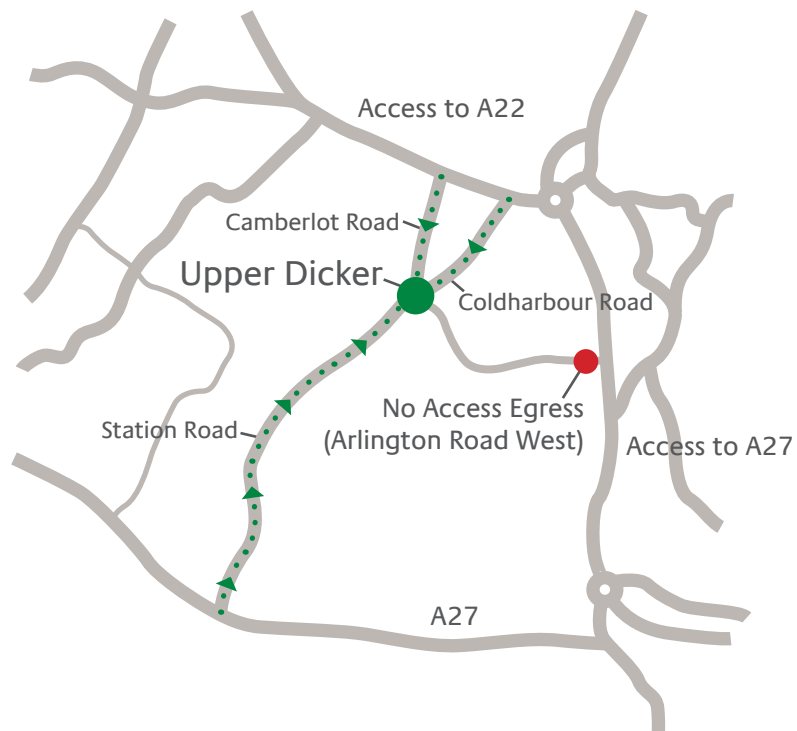 Access to A22
Camberlot Road
Upper Dicker
Coldharbour Road
No Access Egress
(Arlington Road West)
Station Road
Access to A27
A27